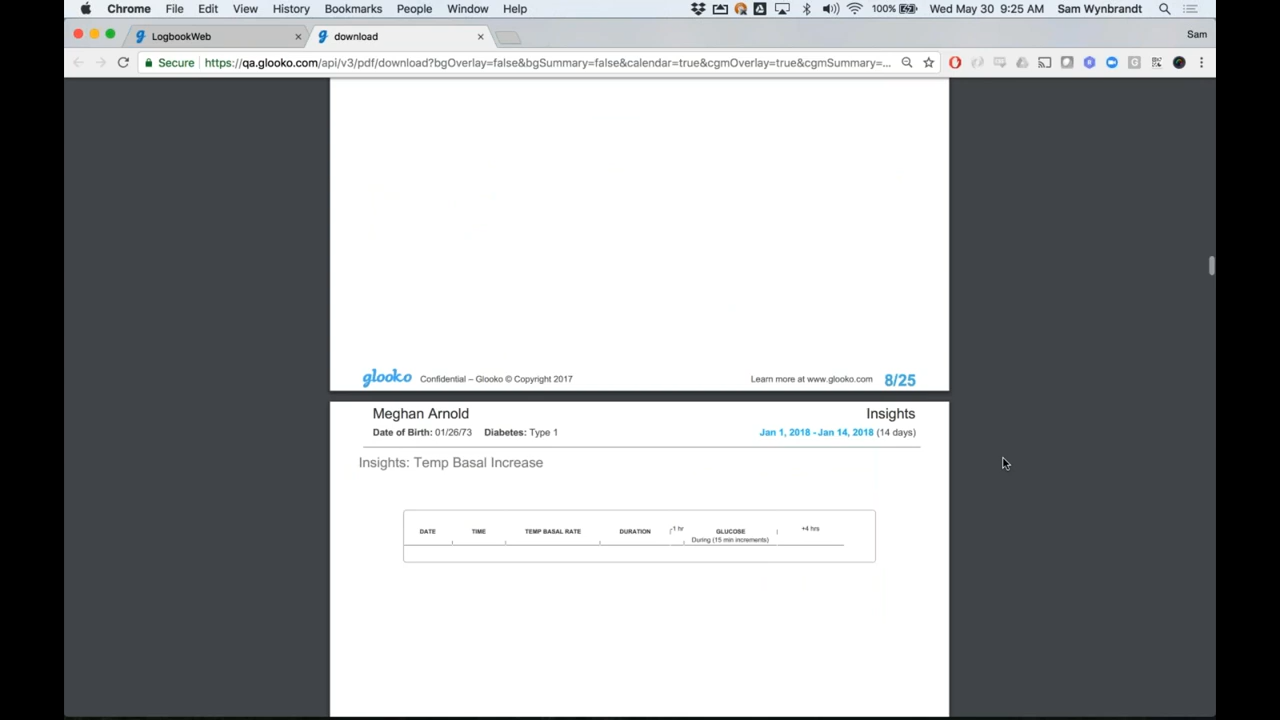 Chrome File Edit View History Bookmarks People Window Help 100% Wed May 30 9:25 AM Sam Wynbrandt
LogbookWeb download Sam
Secure https://qa.glooko.com/api/v3/pdf/download?bgOverlay=false&bgSummary=false&calendar=true&cgmOverlay=true&cgmSummary=...
glooko Confidential – Glooko © Copyright 2017 Learn more at www.glooko.com 8/25
Meghan Arnold Insights
Date of Birth: 01/26/73 Diabetes: Type 1 Jan 1, 2018 - Jan 14, 2018 (14 days)
Insights: Temp Basal Increase
DATE TIME TEMP BASAL RATE DURATION -1 hr GLUCOSE +4 hrs
During (15 min increments)